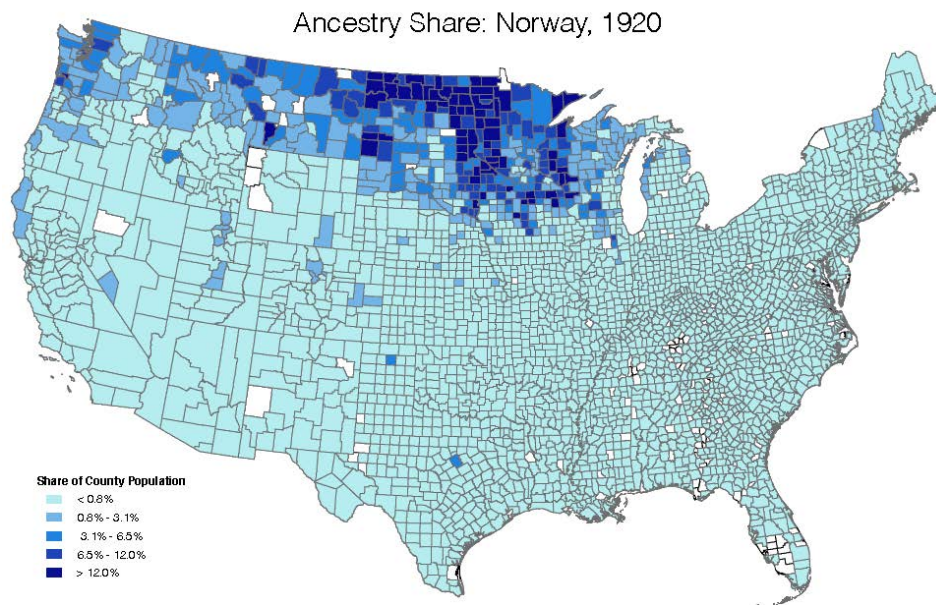 Ancestry Share: Norway, 1920
Share of County Population
< 0.8%
0.8% - 3.1%
3.1% - 6.5%
6.5% - 12.0%
> 12.0%